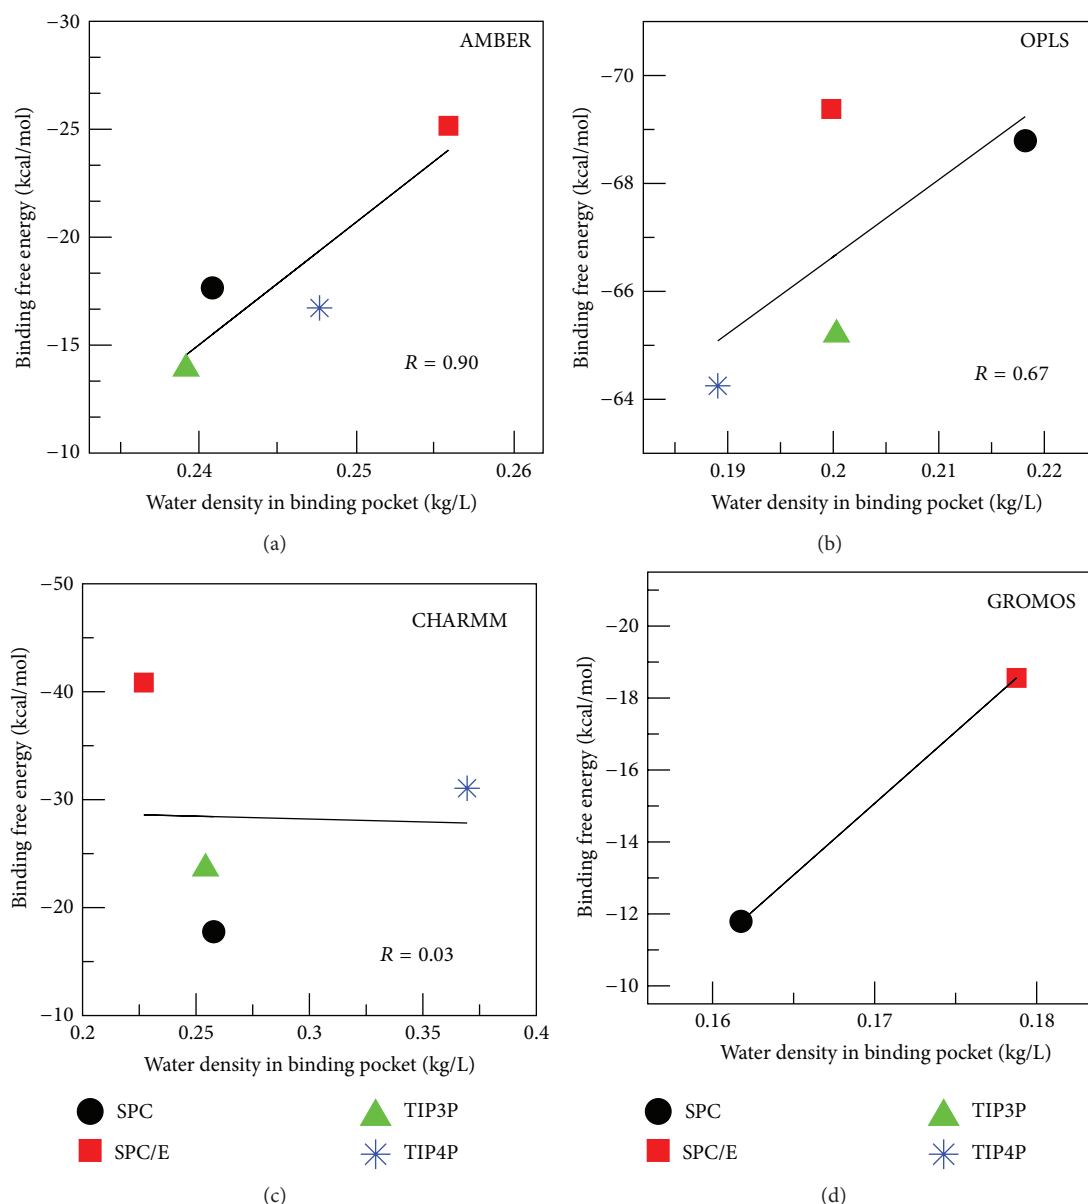 AMBER
Binding free energy (kcal/mol)
−30
−25
−20
−15
−10
R = 0.90
0.24
0.25
0.26
Water density in binding pocket (kg/L)
(a)
OPLS
Binding free energy (kcal/mol)
−70
−68
−66
−64
R = 0.67
0.19
0.2
0.21
0.22
Water density in binding pocket (kg/L)
(b)
CHARMM
Binding free energy (kcal/mol)
−50
−40
−30
−20
−10
R = 0.03
0.2
0.25
0.3
0.35
0.4
Water density in binding pocket (kg/L)
SPC
TIP3P
SPC/E
TIP4P
(c)
GROMOS
Binding free energy (kcal/mol)
−20
−18
−16
−14
−12
−10
0.16
0.17
0.18
Water density in binding pocket (kg/L)
SPC
TIP3P
SPC/E
TIP4P
(d)